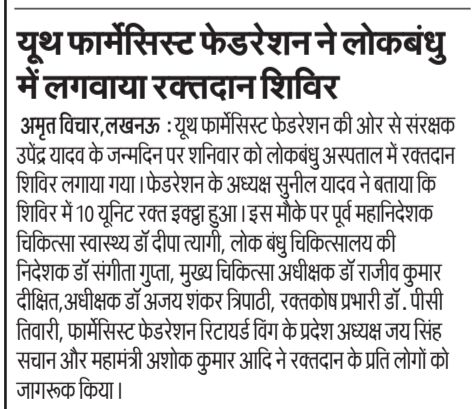 यूथ फार्मेसिस्ट फेडरेशन ने लोकबंधु
में लगवाया रक्तदान शिविर
अमृत विचार,लखनऊ : यूथ फार्मेसिस्ट फेडरेशन की ओर से संरक्षक
उपेंद्र यादव के जन्मदिन पर शनिवार को लोकबंधु अस्पताल में रक्तदान
शिविर लगाया गया। फेडरेशन के अध्यक्ष सुनील यादव ने बताया कि
शिविर में 10 यूनिट रक्त इक्ट्ठा हुआ। इस मौके पर पूर्व महानिदेशक
चिकित्सा स्वास्थ्य डॉ दीपा त्यागी, लोक बंधु चिकित्सालय की
निदेशक डॉ संगीता गुप्ता, मुख्य चिकित्सा अधीक्षक डॉ राजीव कुमार
दीक्षित,अधीक्षक डॉ अजय शंकर त्रिपाठी, रक्तकोष प्रभारी डॉ. पीसी
तिवारी, फार्मेसिस्ट फेडरेशन रिटायर्ड विंग के प्रदेश अध्यक्ष जय सिंह
सचान और महामंत्री अशोक कुमार आदि ने रक्तदान के प्रति लोगों को
जागरूक किया।